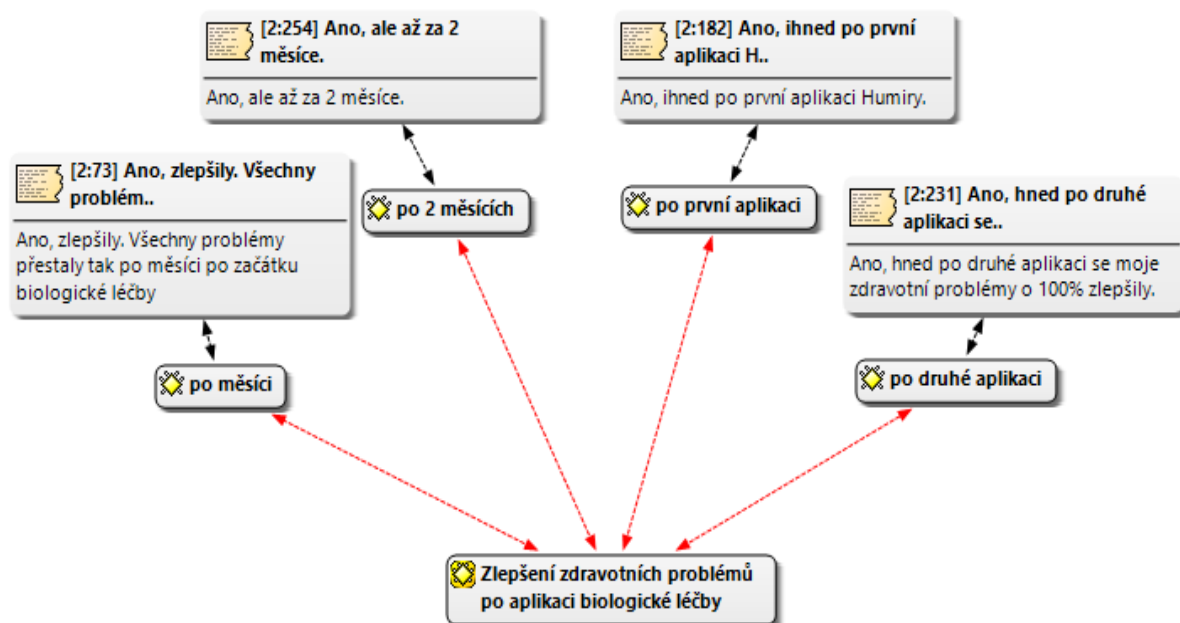 [2:254] Ano, ale až za 2
měsíce.
Ano, ale až za 2 měsíce.
[2:182] Ano, ihned po první
aplikaci H..
Ano, ihned po první aplikaci Humiry.
[2:73] Ano, zlepšily. Všechny
problém..
Ano, zlepšily. Všechny problémy
přestaly tak po měsíci po začátku
biologické léčby
po 2 měsících
po první aplikaci
[2:231] Ano, hned po druhé
aplikaci se..
Ano, hned po druhé aplikaci se moje
zdravotní problémy o 100% zlepšily.
po měsíci
po druhé aplikaci
Zlepšení zdravotních problémů
po aplikaci biologické léčby